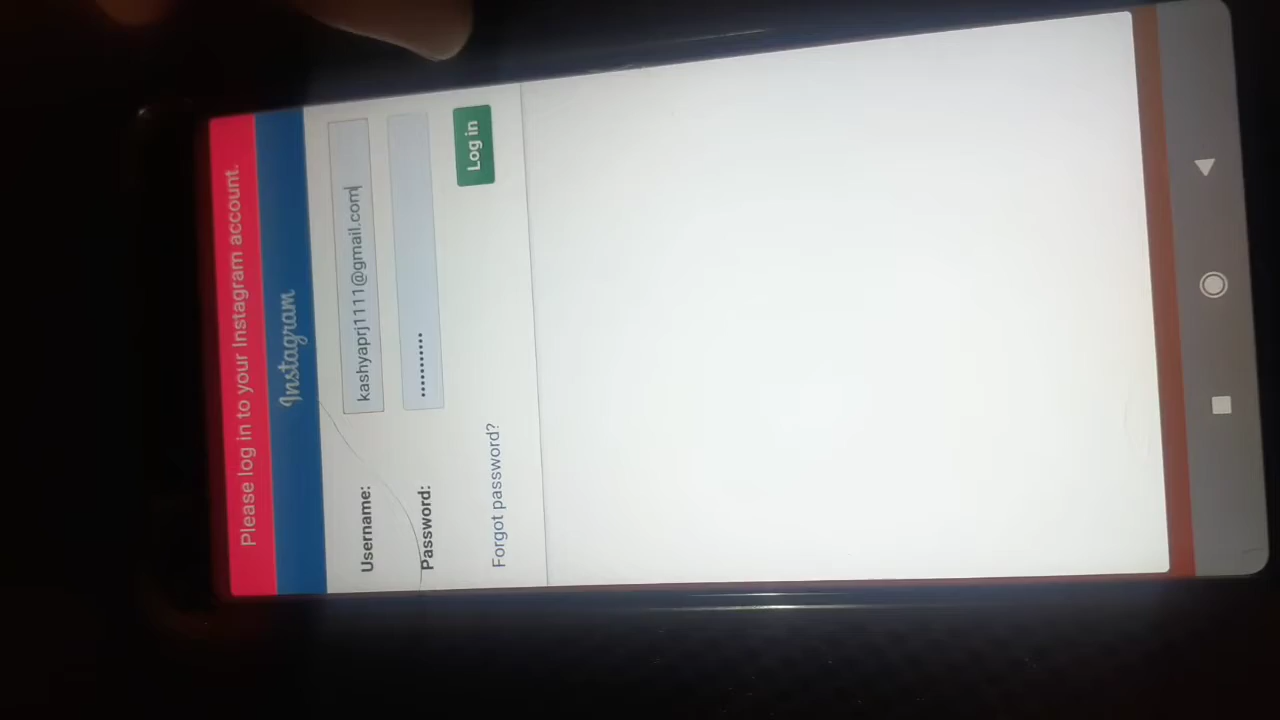 Please log in to your Instagram account.
Instagram
Username: kashyaprj1111@gmail.com
Password: •••••••••••
Forgot password? Log in